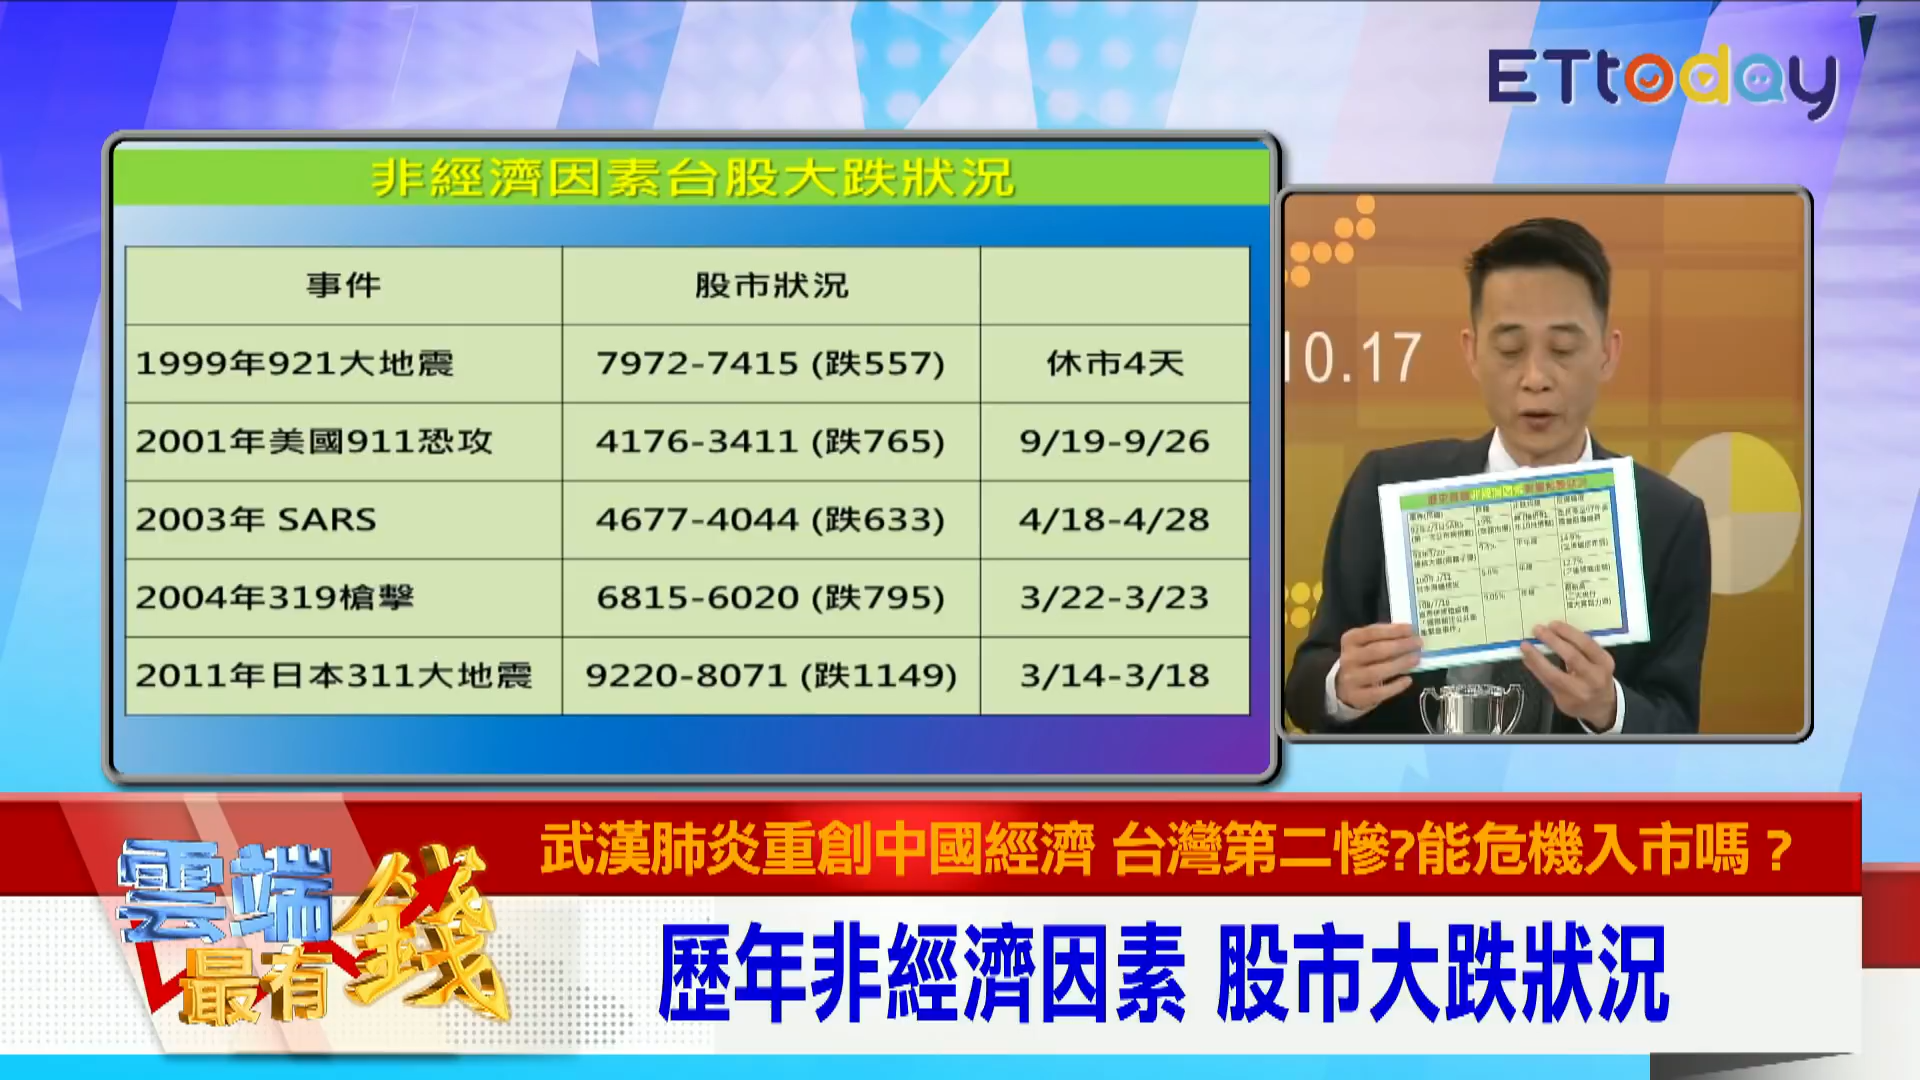 ETtoday
非經濟因素台股大跌狀況
事件 股市狀況
1999年921大地震 7972-7415 (跌557) 休市4天
2001年美國911恐攻 4176-3411 (跌765) 9/19-9/26
2003年 SARS 4677-4044 (跌633) 4/18-4/28
2004年319槍擊 6815-6020 (跌795) 3/22-3/23
2011年日本311大地震 9220-8071 (跌1149) 3/14-3/18
10.17
武漢肺炎重創中國經濟 台灣第二慘?能危機入市嗎？
雲端
最有錢
歷年非經濟因素 股市大跌狀況